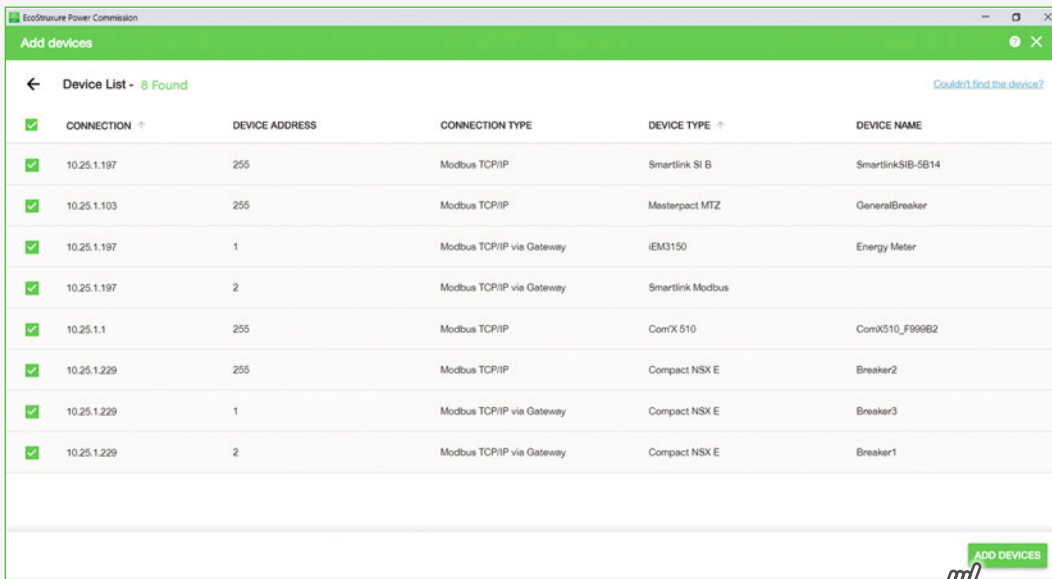 EcoStruxure Power Commission
Add devices
Device List - 8 Found Couldn't find the device?
CONNECTION DEVICE ADDRESS CONNECTION TYPE DEVICE TYPE DEVICE NAME
10.25.1.197 255 Modbus TCP/IP Smartlink SI B SmartlinkSIB-5B14
10.25.1.103 255 Modbus TCP/IP Masterpact MTZ GeneralBreaker
10.25.1.197 1 Modbus TCP/IP via Gateway iEM3150 Energy Meter
10.25.1.197 2 Modbus TCP/IP via Gateway Smartlink Modbus
10.25.1.1 255 Modbus TCP/IP Com'X 510 ComX510_F999B2
10.25.1.229 255 Modbus TCP/IP Compact NSX E Breaker2
10.25.1.229 1 Modbus TCP/IP via Gateway Compact NSX E Breaker3
10.25.1.229 2 Modbus TCP/IP via Gateway Compact NSX E Breaker1
ADD DEVICES